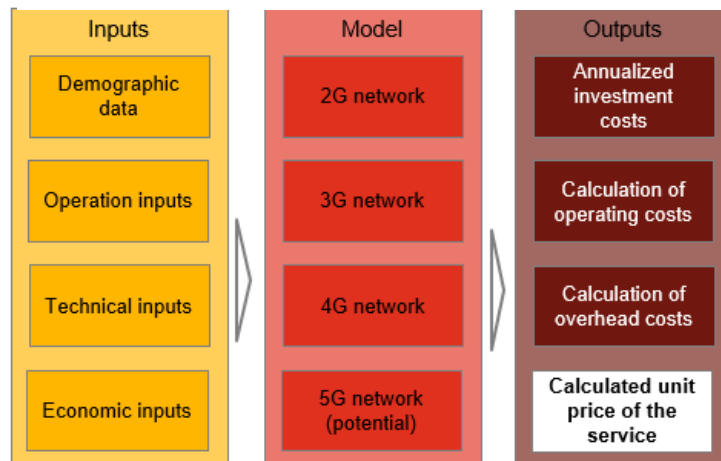 Inputs
Demographic
data
Operation inputs
Technical inputs
Economic inputs
Model
2G network
3G network
4G network
5G network
(potential)
Outputs
Annualized
investment
costs
Calculation of
operating costs
Calculation of
overhead costs
Calculated unit
price of the
service